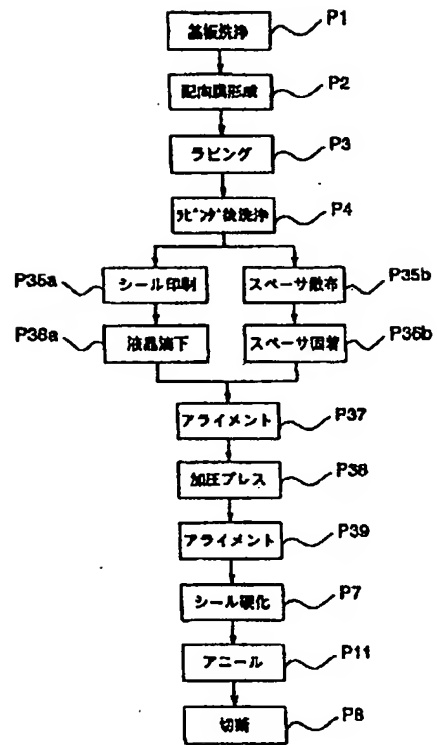 基板洗浄 P1
配向膜形成 P2
ラビング P3
ラビング後洗浄 P4
P35a シール印刷 スペーサ散布 P35b
P36a 液晶滴下 スペーサ固着 P36b
アライメント P37
加圧プレス P38
アライメント P39
シール硬化 P7
アニール P11
切断 P8